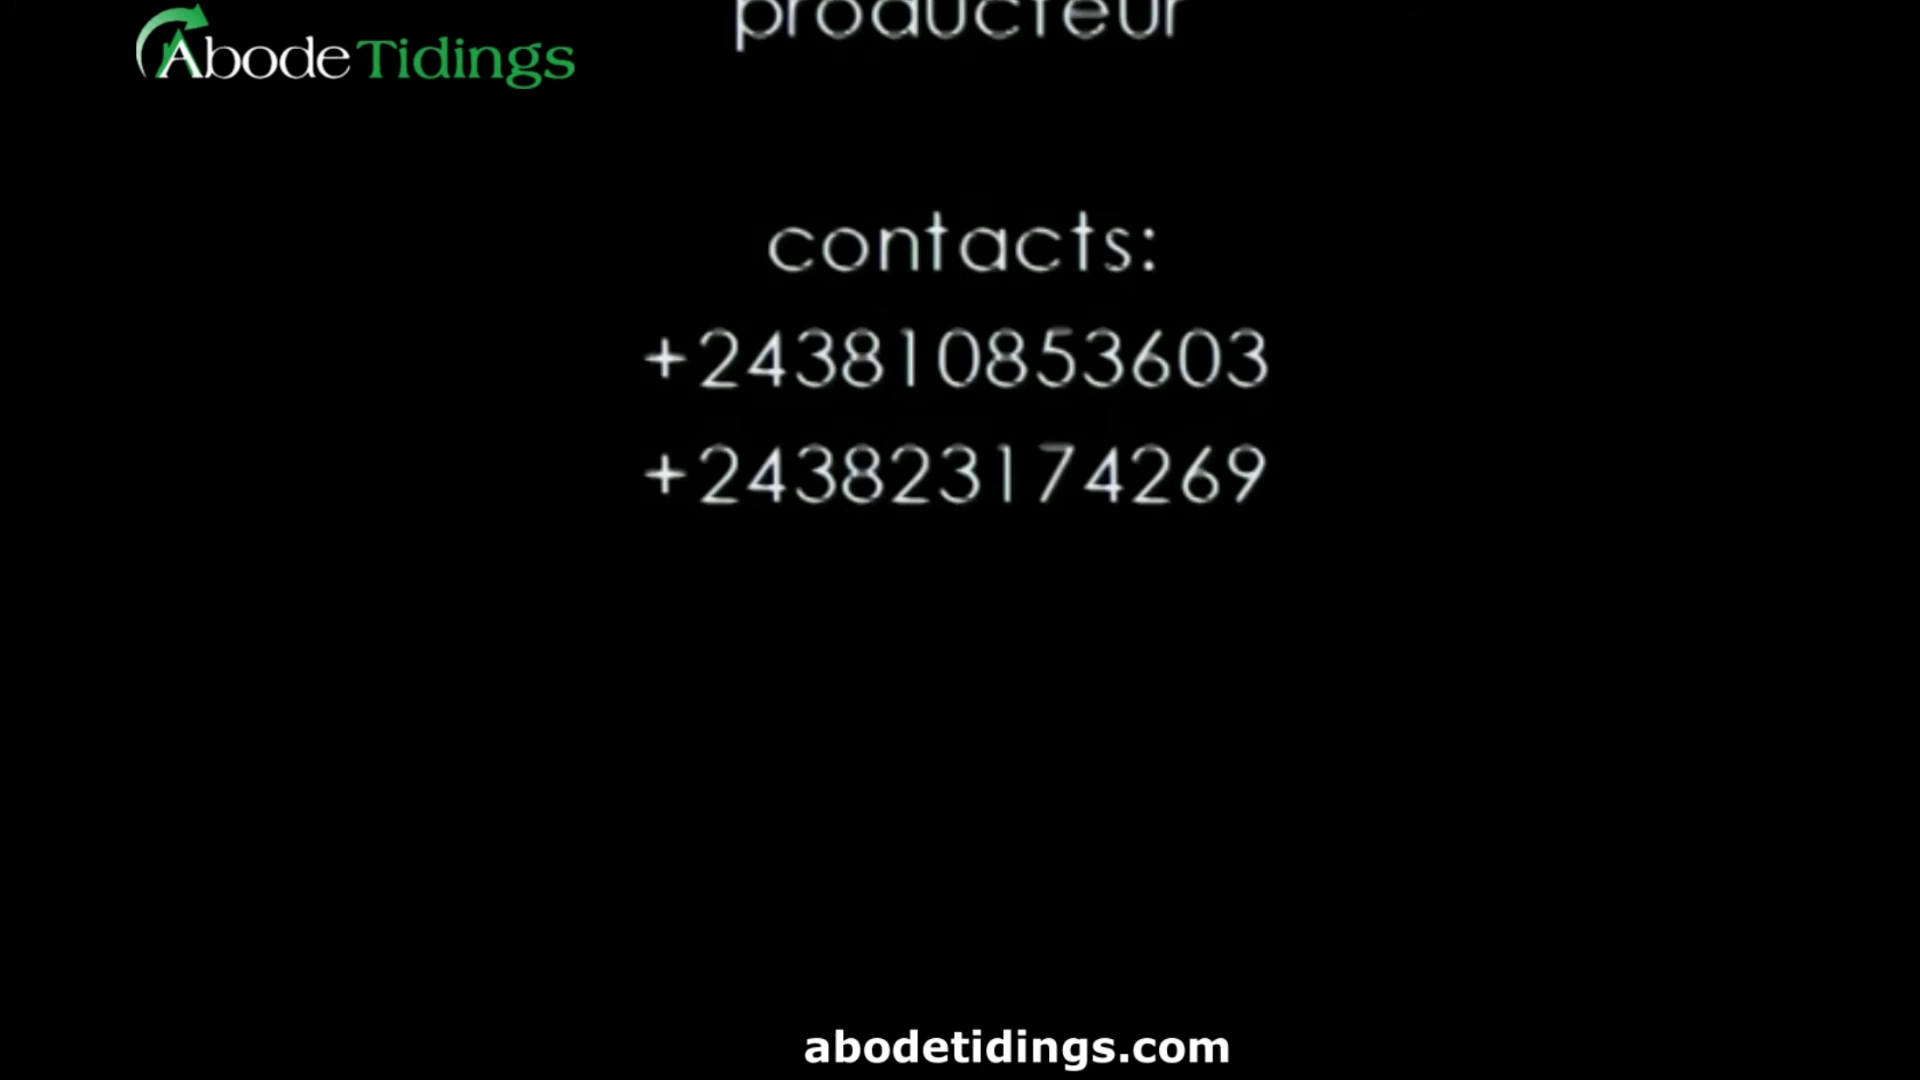 producteur
Abode Tidings
contacts:
+243810853603
+243823174269
abodetidings.com